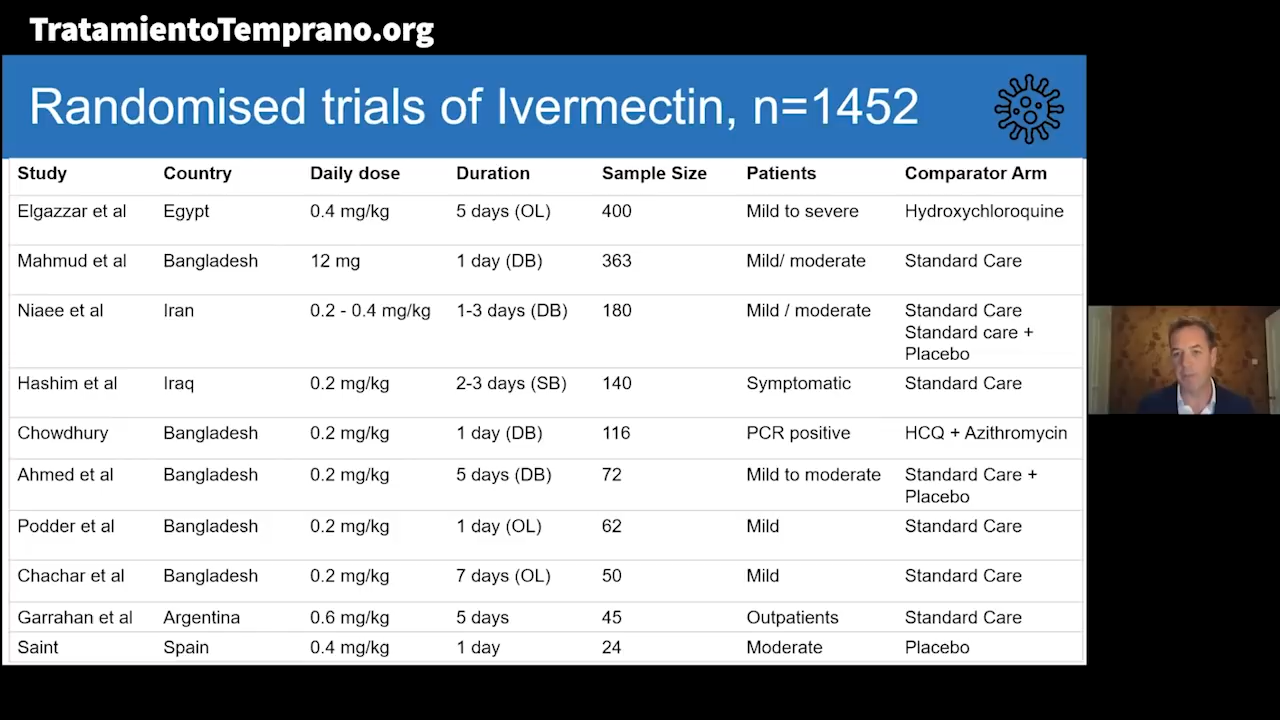 TratamientoTemprano.org
Randomised trials of Ivermectin, n=1452
Study Country Daily dose Duration Sample Size Patients Comparator Arm
Elgazzar et al Egypt 0.4 mg/kg 5 days (OL) 400 Mild to severe Hydroxychloroquine
Mahmud et al Bangladesh 12 mg 1 day (DB) 363 Mild/ moderate Standard Care
Niaee et al Iran 0.2 - 0.4 mg/kg 1-3 days (DB) 180 Mild / moderate Standard Care
Standard care +
Placebo
Hashim et al Iraq 0.2 mg/kg 2-3 days (SB) 140 Symptomatic Standard Care
Chowdhury Bangladesh 0.2 mg/kg 1 day (DB) 116 PCR positive HCQ + Azithromycin
Ahmed et al Bangladesh 0.2 mg/kg 5 days (DB) 72 Mild to moderate Standard Care +
Placebo
Podder et al Bangladesh 0.2 mg/kg 1 day (OL) 62 Mild Standard Care
Chachar et al Bangladesh 0.2 mg/kg 7 days (OL) 50 Mild Standard Care
Garrahan et al Argentina 0.6 mg/kg 5 days 45 Outpatients Standard Care
Saint Spain 0.4 mg/kg 1 day 24 Moderate Placebo